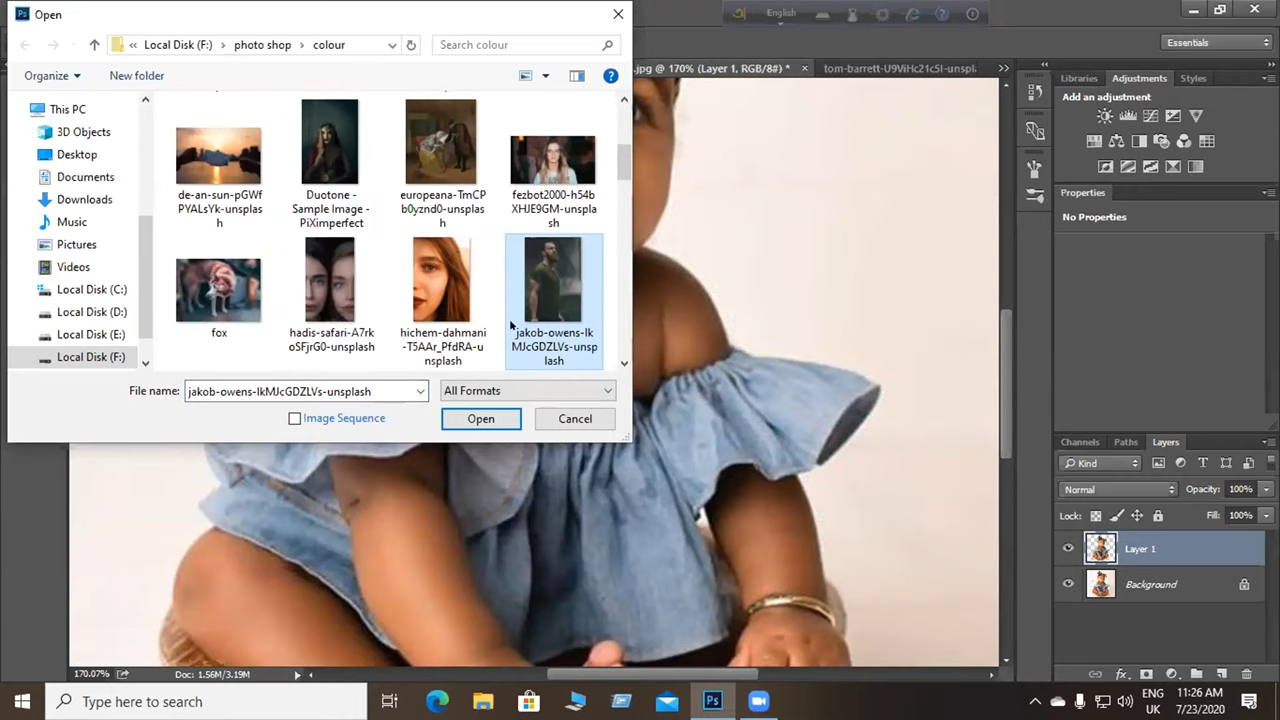 Open
English
Essentials
« Local Disk (F:) › photo shop › colour
Search colour
Organize
New folder
.jpg @ 170% (Layer 1, RGB/8#) *
tom-barrett-U9ViHc21c5I-unspl
Libraries
Adjustments
Styles
Add an adjustment
Properties
No Properties
This PC
3D Objects
Desktop
Documents
Downloads
Music
Pictures
Videos
Local Disk (C:)
Local Disk (D:)
Local Disk (E:)
Local Disk (F:)
de-an-sun-pGWf
PYALsYk-unsplas
h
Duotone -
Sample Image -
PiXimperfect
europeana-TmCP
b0yznd0-unsplas
h
fezbot2000-h54b
XHJE9GM-unspla
sh
fox
hadis-safari-A7rk
oSFjrG0-unsplash
hichem-dahmani
-T5AAr_PfdRA-u
nsplash
jakob-owens-lk
MJcGDZLVs-unsp
lash
File name:
jakob-owens-lkMJcGDZLVs-unsplash
All Formats
Image Sequence
Open
Cancel
Channels
Paths
Layers
Kind
Normal
Opacity: 100%
Lock:
Fill: 100%
Layer 1
Background
170.07%
Doc: 1.56M/3.19M
Type here to search
Ps
ENG
UK
11:26 AM
7/23/2020